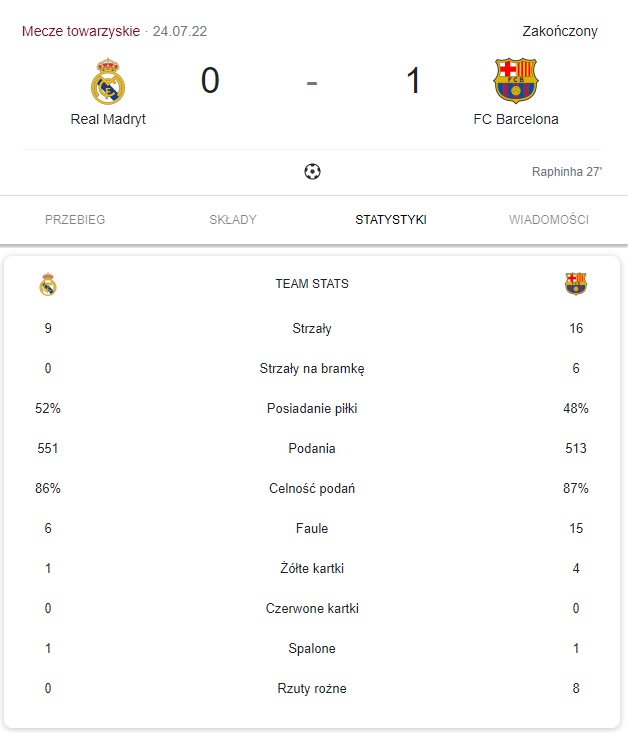 Mecze towarzyskie · 24.07.22 Zakończony
0 - 1
Real Madryt FC Barcelona
Raphinha 27'
PRZEBIEG SKŁADY STATYSTYKI WIADOMOŚCI
TEAM STATS
9 Strzały 16
0 Strzały na bramkę 6
52% Posiadanie piłki 48%
551 Podania 513
86% Celność podań 87%
6 Faule 15
1 Żółte kartki 4
0 Czerwone kartki 0
1 Spalone 1
0 Rzuty rożne 8